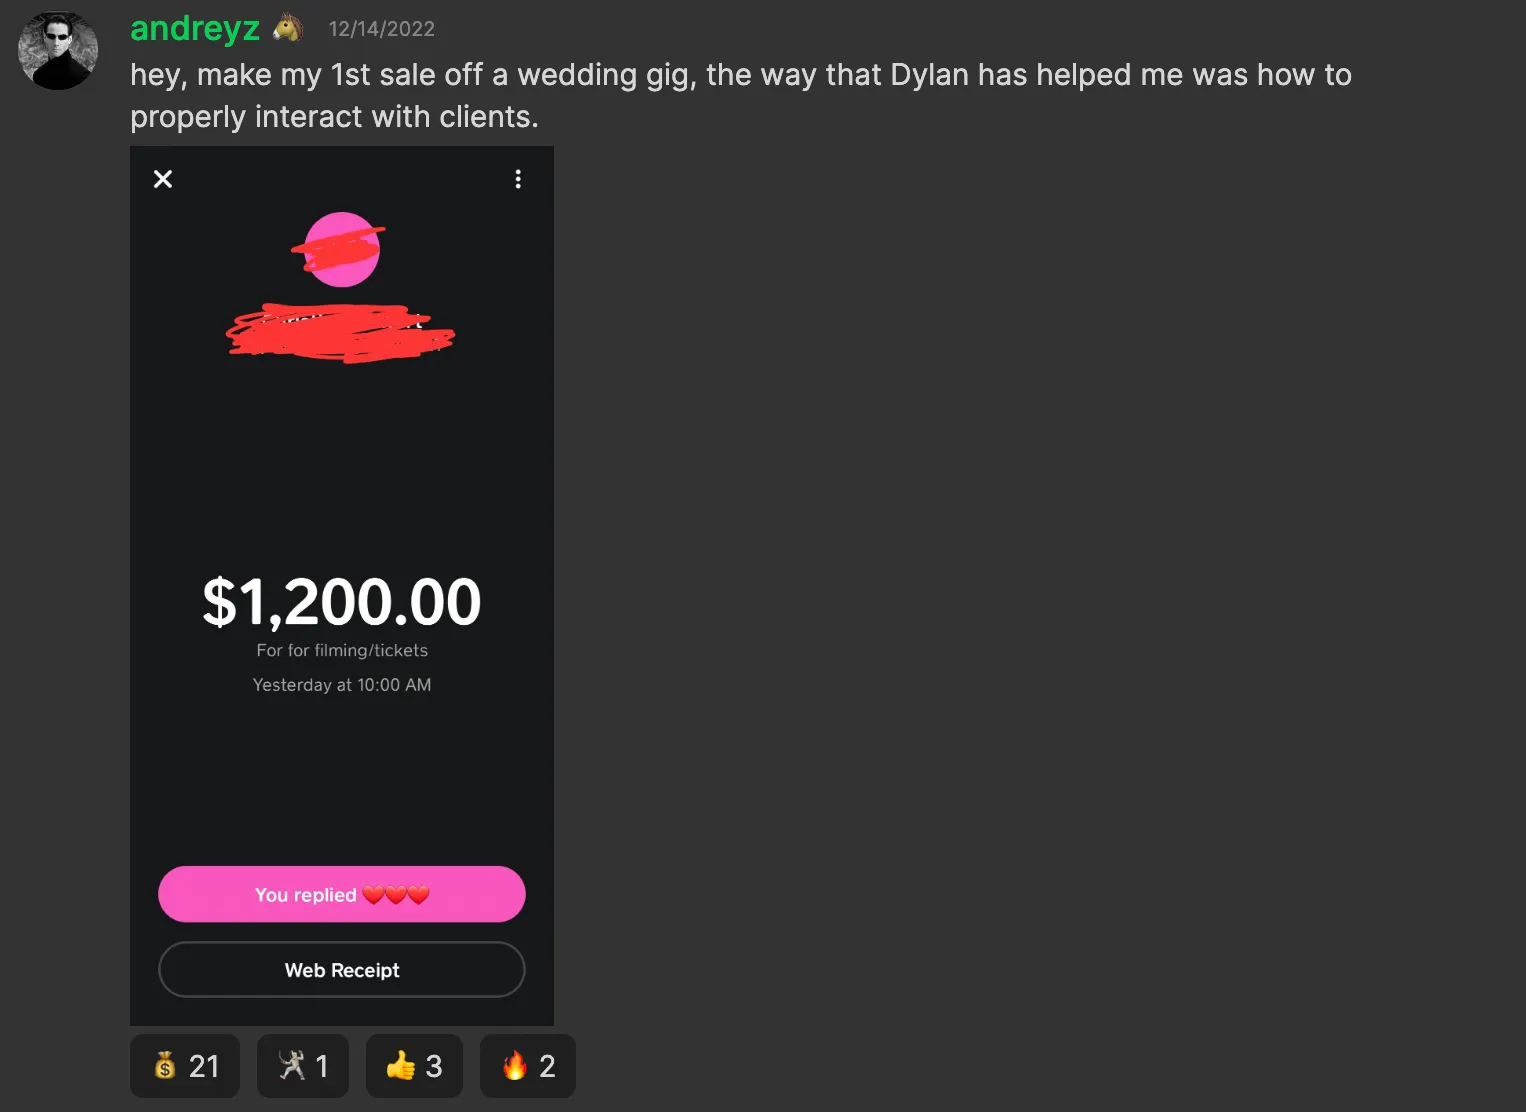 andreyz 12/14/2022
hey, make my 1st sale off a wedding gig, the way that Dylan has helped me was how to
properly interact with clients.
$1,200.00
For for filming/tickets
Yesterday at 10:00 AM
You replied ❤️❤️❤️
Web Receipt
21 1 3 2